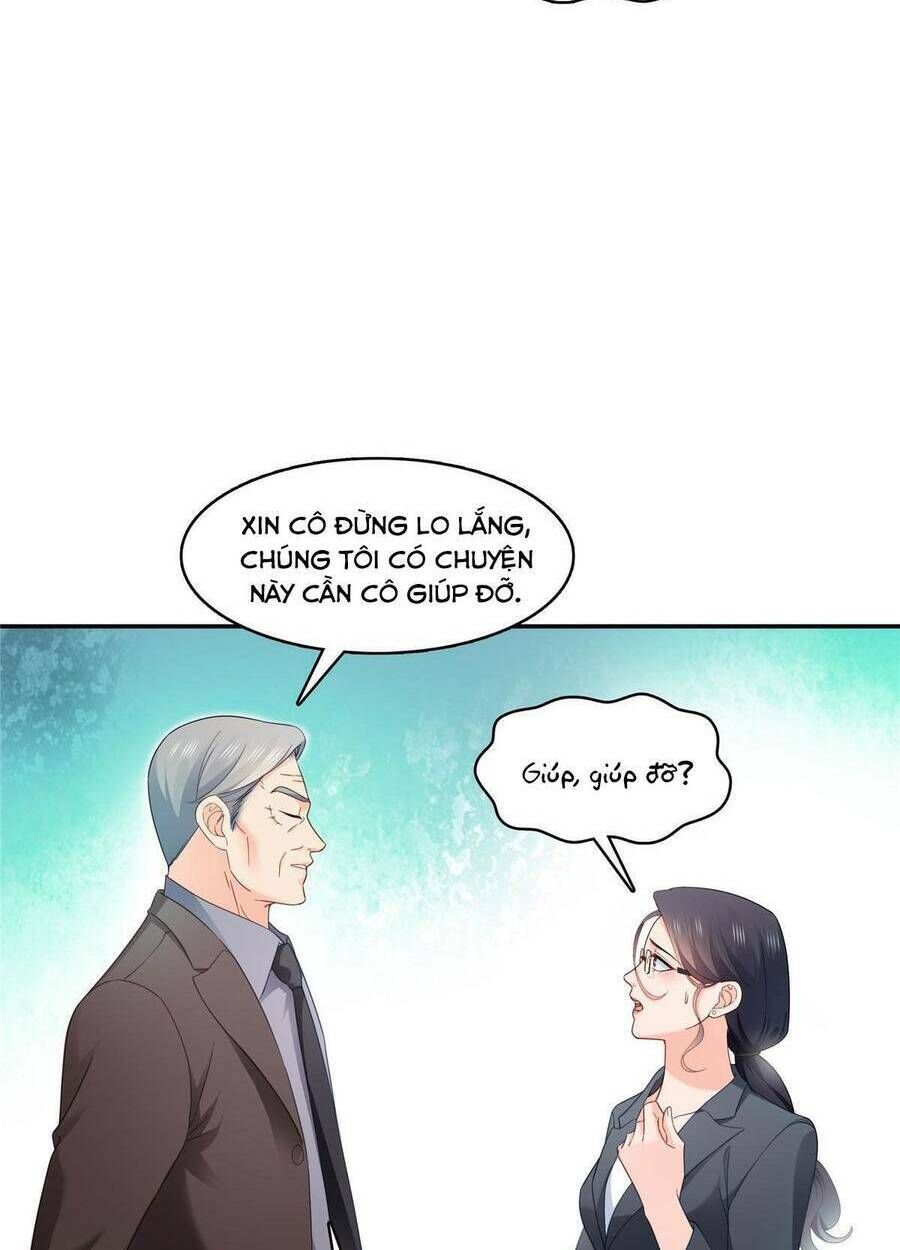 XIN CÔ ĐỪNG LO LẮNG,
CHÚNG TÔI CÓ CHUYỆN
NÀY CẦN CÔ GIÚP ĐỠ.
Giúp, giúp đỡ?